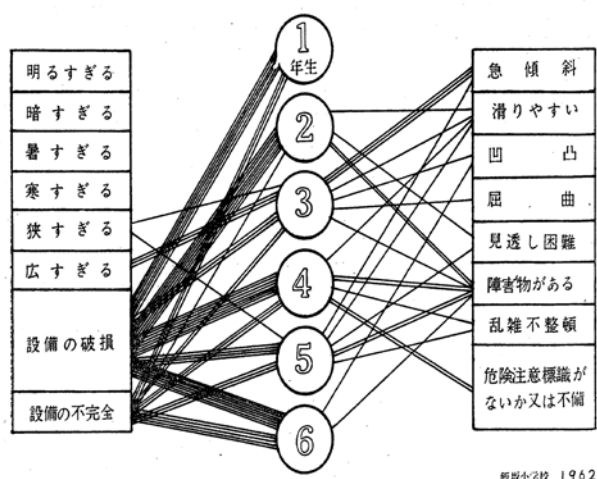 明るすぎる
暗すぎる
暑すぎる
寒すぎる
狭すぎる
広すぎる
設備の破損
設備の不完全
1
年生
2
3
4
5
6
急傾斜
滑りやすい
凹凸
屈曲
見透し困難
障害物がある
乱雑不整頓
危険注意標識が
ないか又は不備
小学校 1962